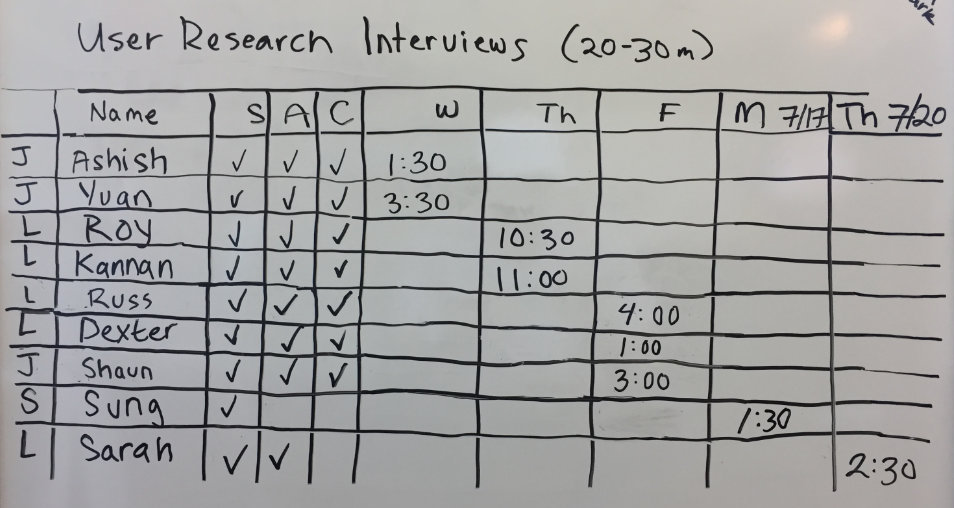 User Research Interviews (20-30m)
Name S A C W Th F M 7/17 Th 7/20
J Ashish ✓ ✓ ✓ 1:30
J Yuan ✓ ✓ ✓ 3:30
L Roy ✓ ✓ ✓ 10:30
L Kannan ✓ ✓ ✓ 11:00
L Russ ✓ ✓ ✓ 4:00
L Dexter ✓ ✓ ✓ 1:00
J Shaun ✓ ✓ ✓ 3:00
S Sung ✓ 1:30
L Sarah ✓ ✓ 2:30